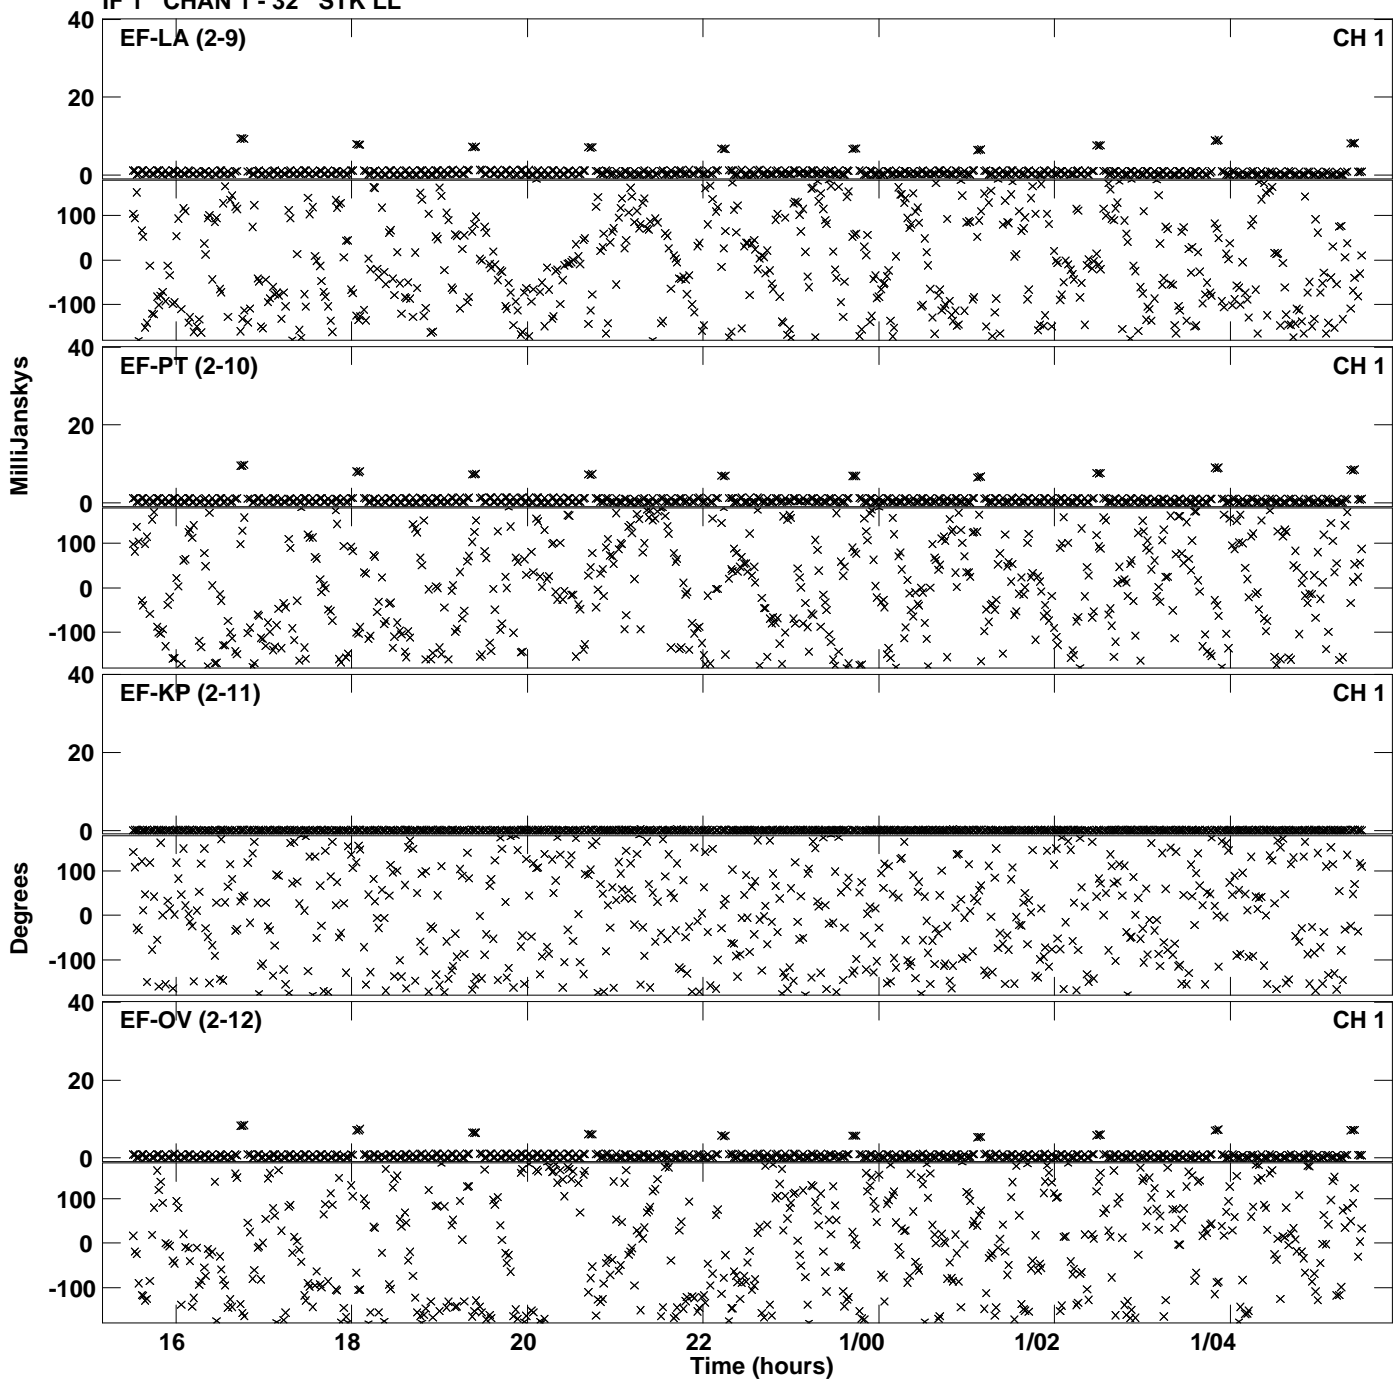 IF 1 CHAN 1 - 32 STK LL
40
EF-LA (2-9) CH 1
20
0
100
0
-100
40
EF-PT (2-10) CH 1
20
0
100
0
-100
MilliJanskys
40
EF-KP (2-11) CH 1
20
0
100
0
-100
Degrees
40
EF-OV (2-12) CH 1
20
0
100
0
-100
16 18 20 22 1/00 1/02 1/04
Time (hours)